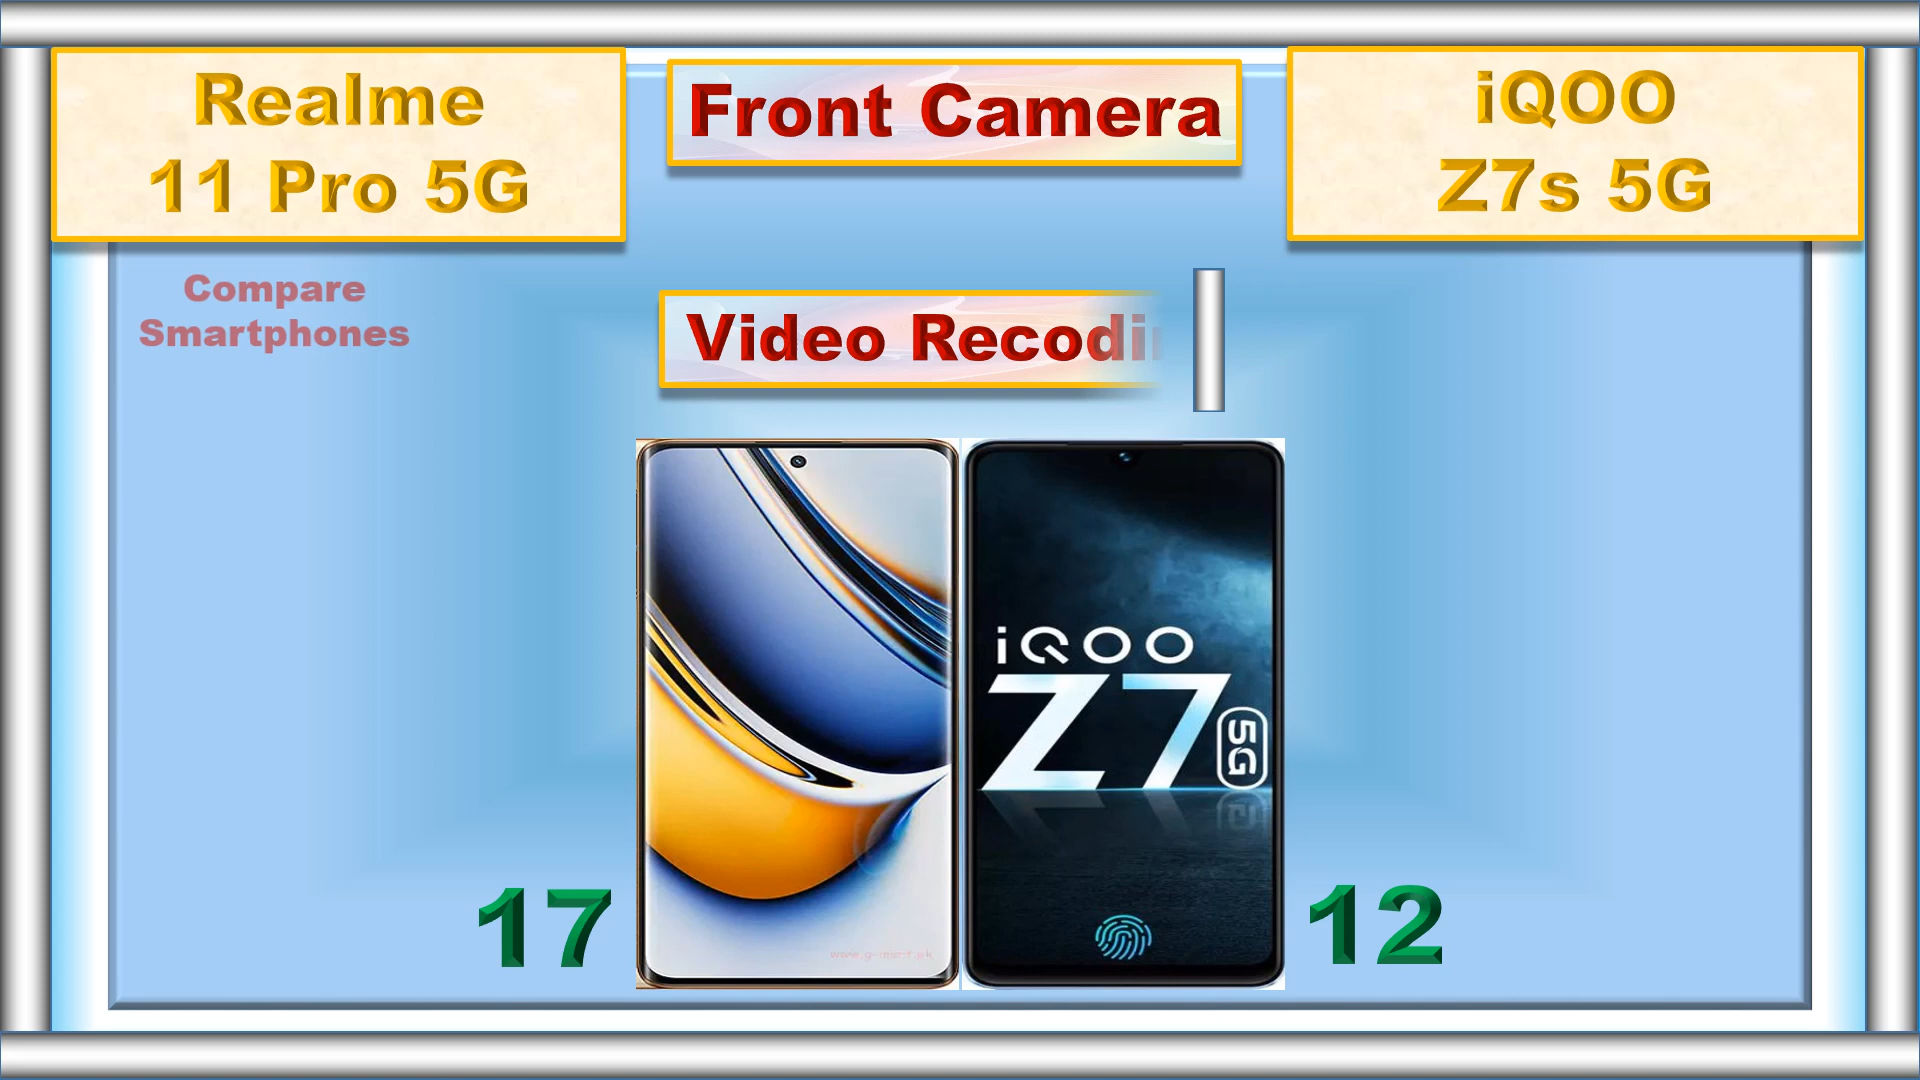 Realme
11 Pro 5G
Front Camera
iQOO
Z7s 5G
Compare
Smartphones
Video Recodi
iQOO
Z7
5G
17
12